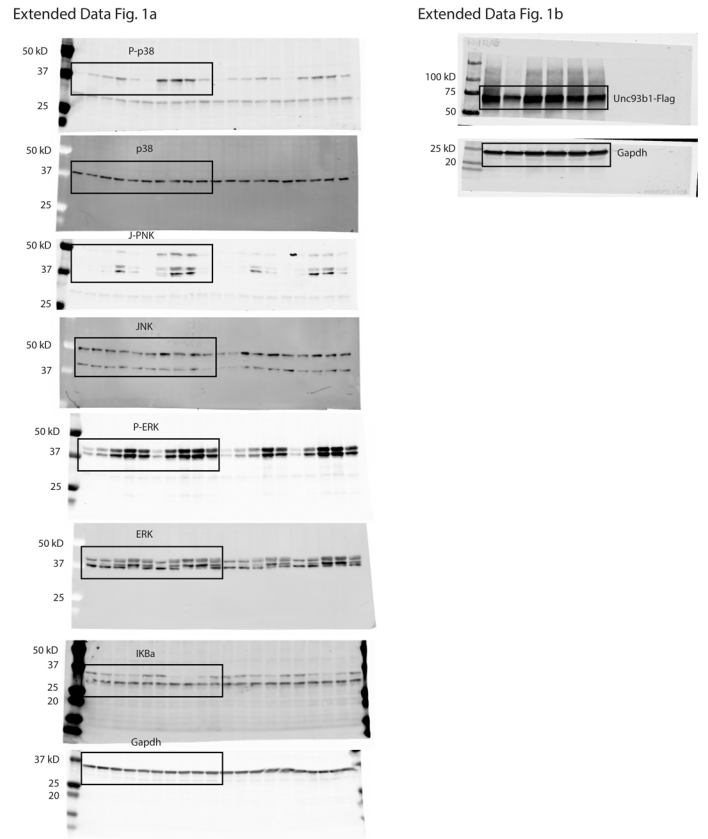 Extended Data Fig. 1a
P-p38
50 kD
37
25
p38
50 kD
37
25
J-PNK
50 kD
37
25
JNK
50 kD
37
P-ERK
50 kD
37
25
ERK
50 kD
37
25
50 kD
IKBa
37
25
20
Gapdh
37 kD
25
20
Extended Data Fig. 1b
100 kD
75
Unc93b1-Flag
50
25 kD
Gapdh
20